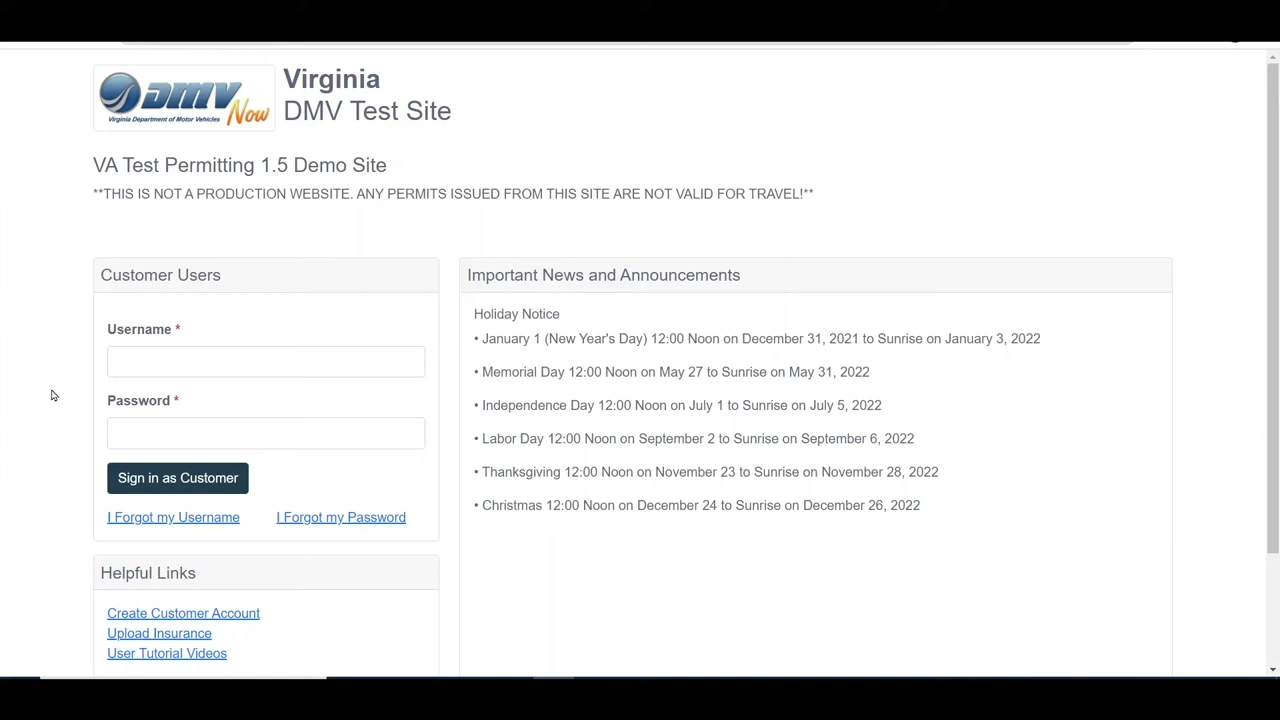 DMV Now
Virginia Department of Motor Vehicles
Virginia
DMV Test Site
VA Test Permitting 1.5 Demo Site
**THIS IS NOT A PRODUCTION WEBSITE. ANY PERMITS ISSUED FROM THIS SITE ARE NOT VALID FOR TRAVEL!**
Customer Users
Username *
Password *
Sign in as Customer
I Forgot my Username
I Forgot my Password
Helpful Links
Create Customer Account
Upload Insurance
User Tutorial Videos
Important News and Announcements
Holiday Notice
• January 1 (New Year's Day) 12:00 Noon on December 31, 2021 to Sunrise on January 3, 2022
• Memorial Day 12:00 Noon on May 27 to Sunrise on May 31, 2022
• Independence Day 12:00 Noon on July 1 to Sunrise on July 5, 2022
• Labor Day 12:00 Noon on September 2 to Sunrise on September 6, 2022
• Thanksgiving 12:00 Noon on November 23 to Sunrise on November 28, 2022
• Christmas 12:00 Noon on December 24 to Sunrise on December 26, 2022